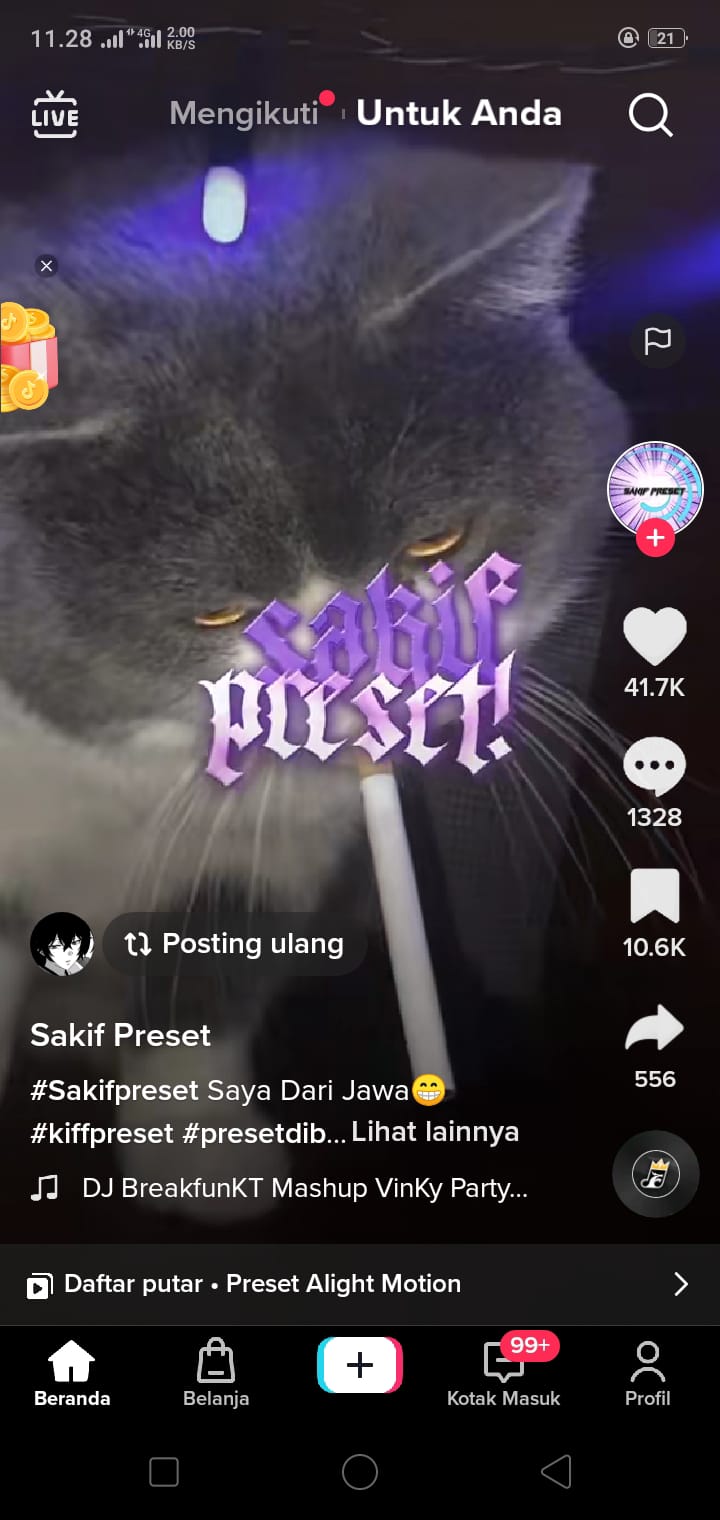 11.28 4G 2.00 KB/S 21
LIVE Mengikuti Untuk Anda
SAKIF PRESET
sakif
preset!
41.7K
1328
10.6K
Posting ulang
Sakif Preset
556
#Sakifpreset Saya Dari Jawa😁
#kiffpreset #presetdib... Lihat lainnya
DJ BreakfunKT Mashup VinKy Party...
Daftar putar • Preset Alight Motion
99+
Beranda Belanja Kotak Masuk Profil